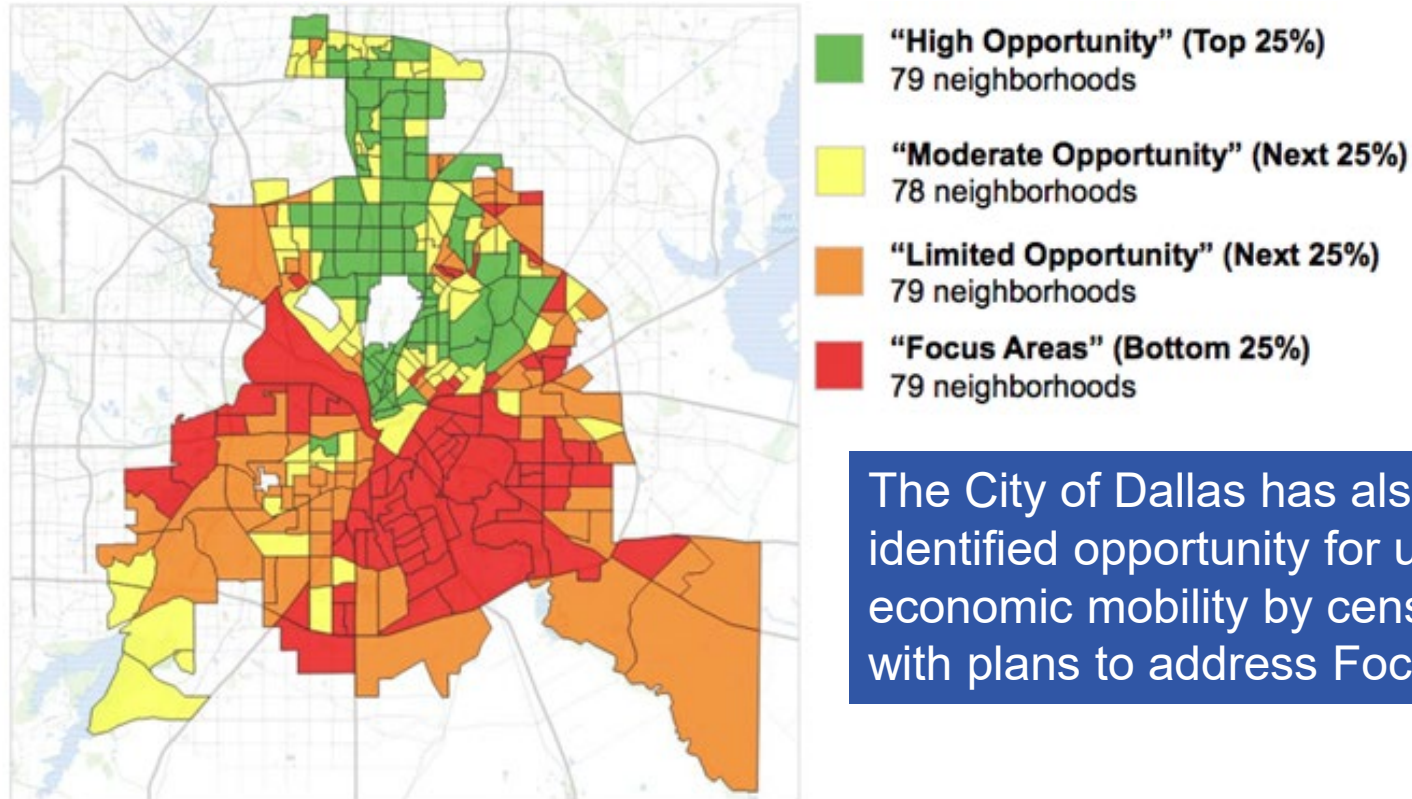 “High Opportunity” (Top 25%)
79 neighborhoods
“Moderate Opportunity” (Next 25%)
78 neighborhoods
“Limited Opportunity” (Next 25%)
79 neighborhoods
“Focus Areas” (Bottom 25%)
79 neighborhoods
The City of Dallas has als
identified opportunity for u
economic mobility by cens
with plans to address Foc